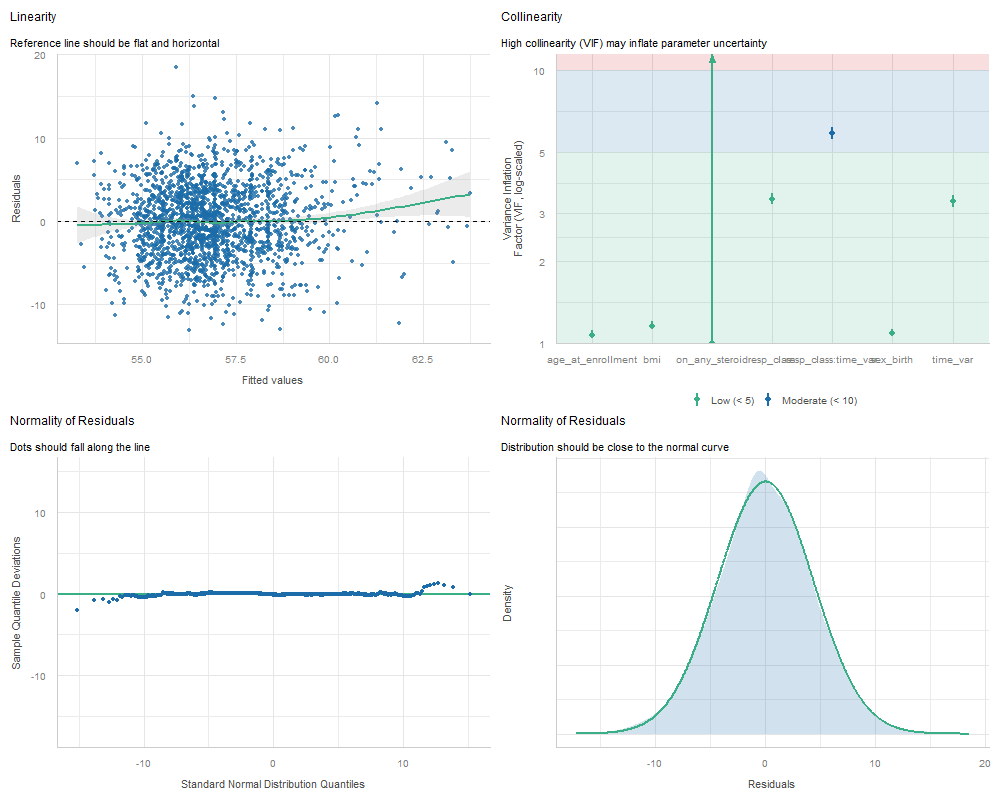 Linearity
Reference line should be flat and horizontal
20
10
0
-10
Residuals
55.0 57.5 60.0 62.5
Fitted values
Collinearity
High collinearity (VIF) may inflate parameter uncertainty
10
5
3
2
1
Variance Inflation
Factor (VIF, log-scaled)
age_at_enrollment bmi on_any_steroid resp_class resp_class:time_var sex_birth time_var
Low (< 5) Moderate (< 10)
Normality of Residuals
Dots should fall along the line
10
0
-10
Sample Quantile Deviations
-10 0 10
Standard Normal Distribution Quantiles
Normality of Residuals
Distribution should be close to the normal curve
Density
-10 0 10 20
Residuals